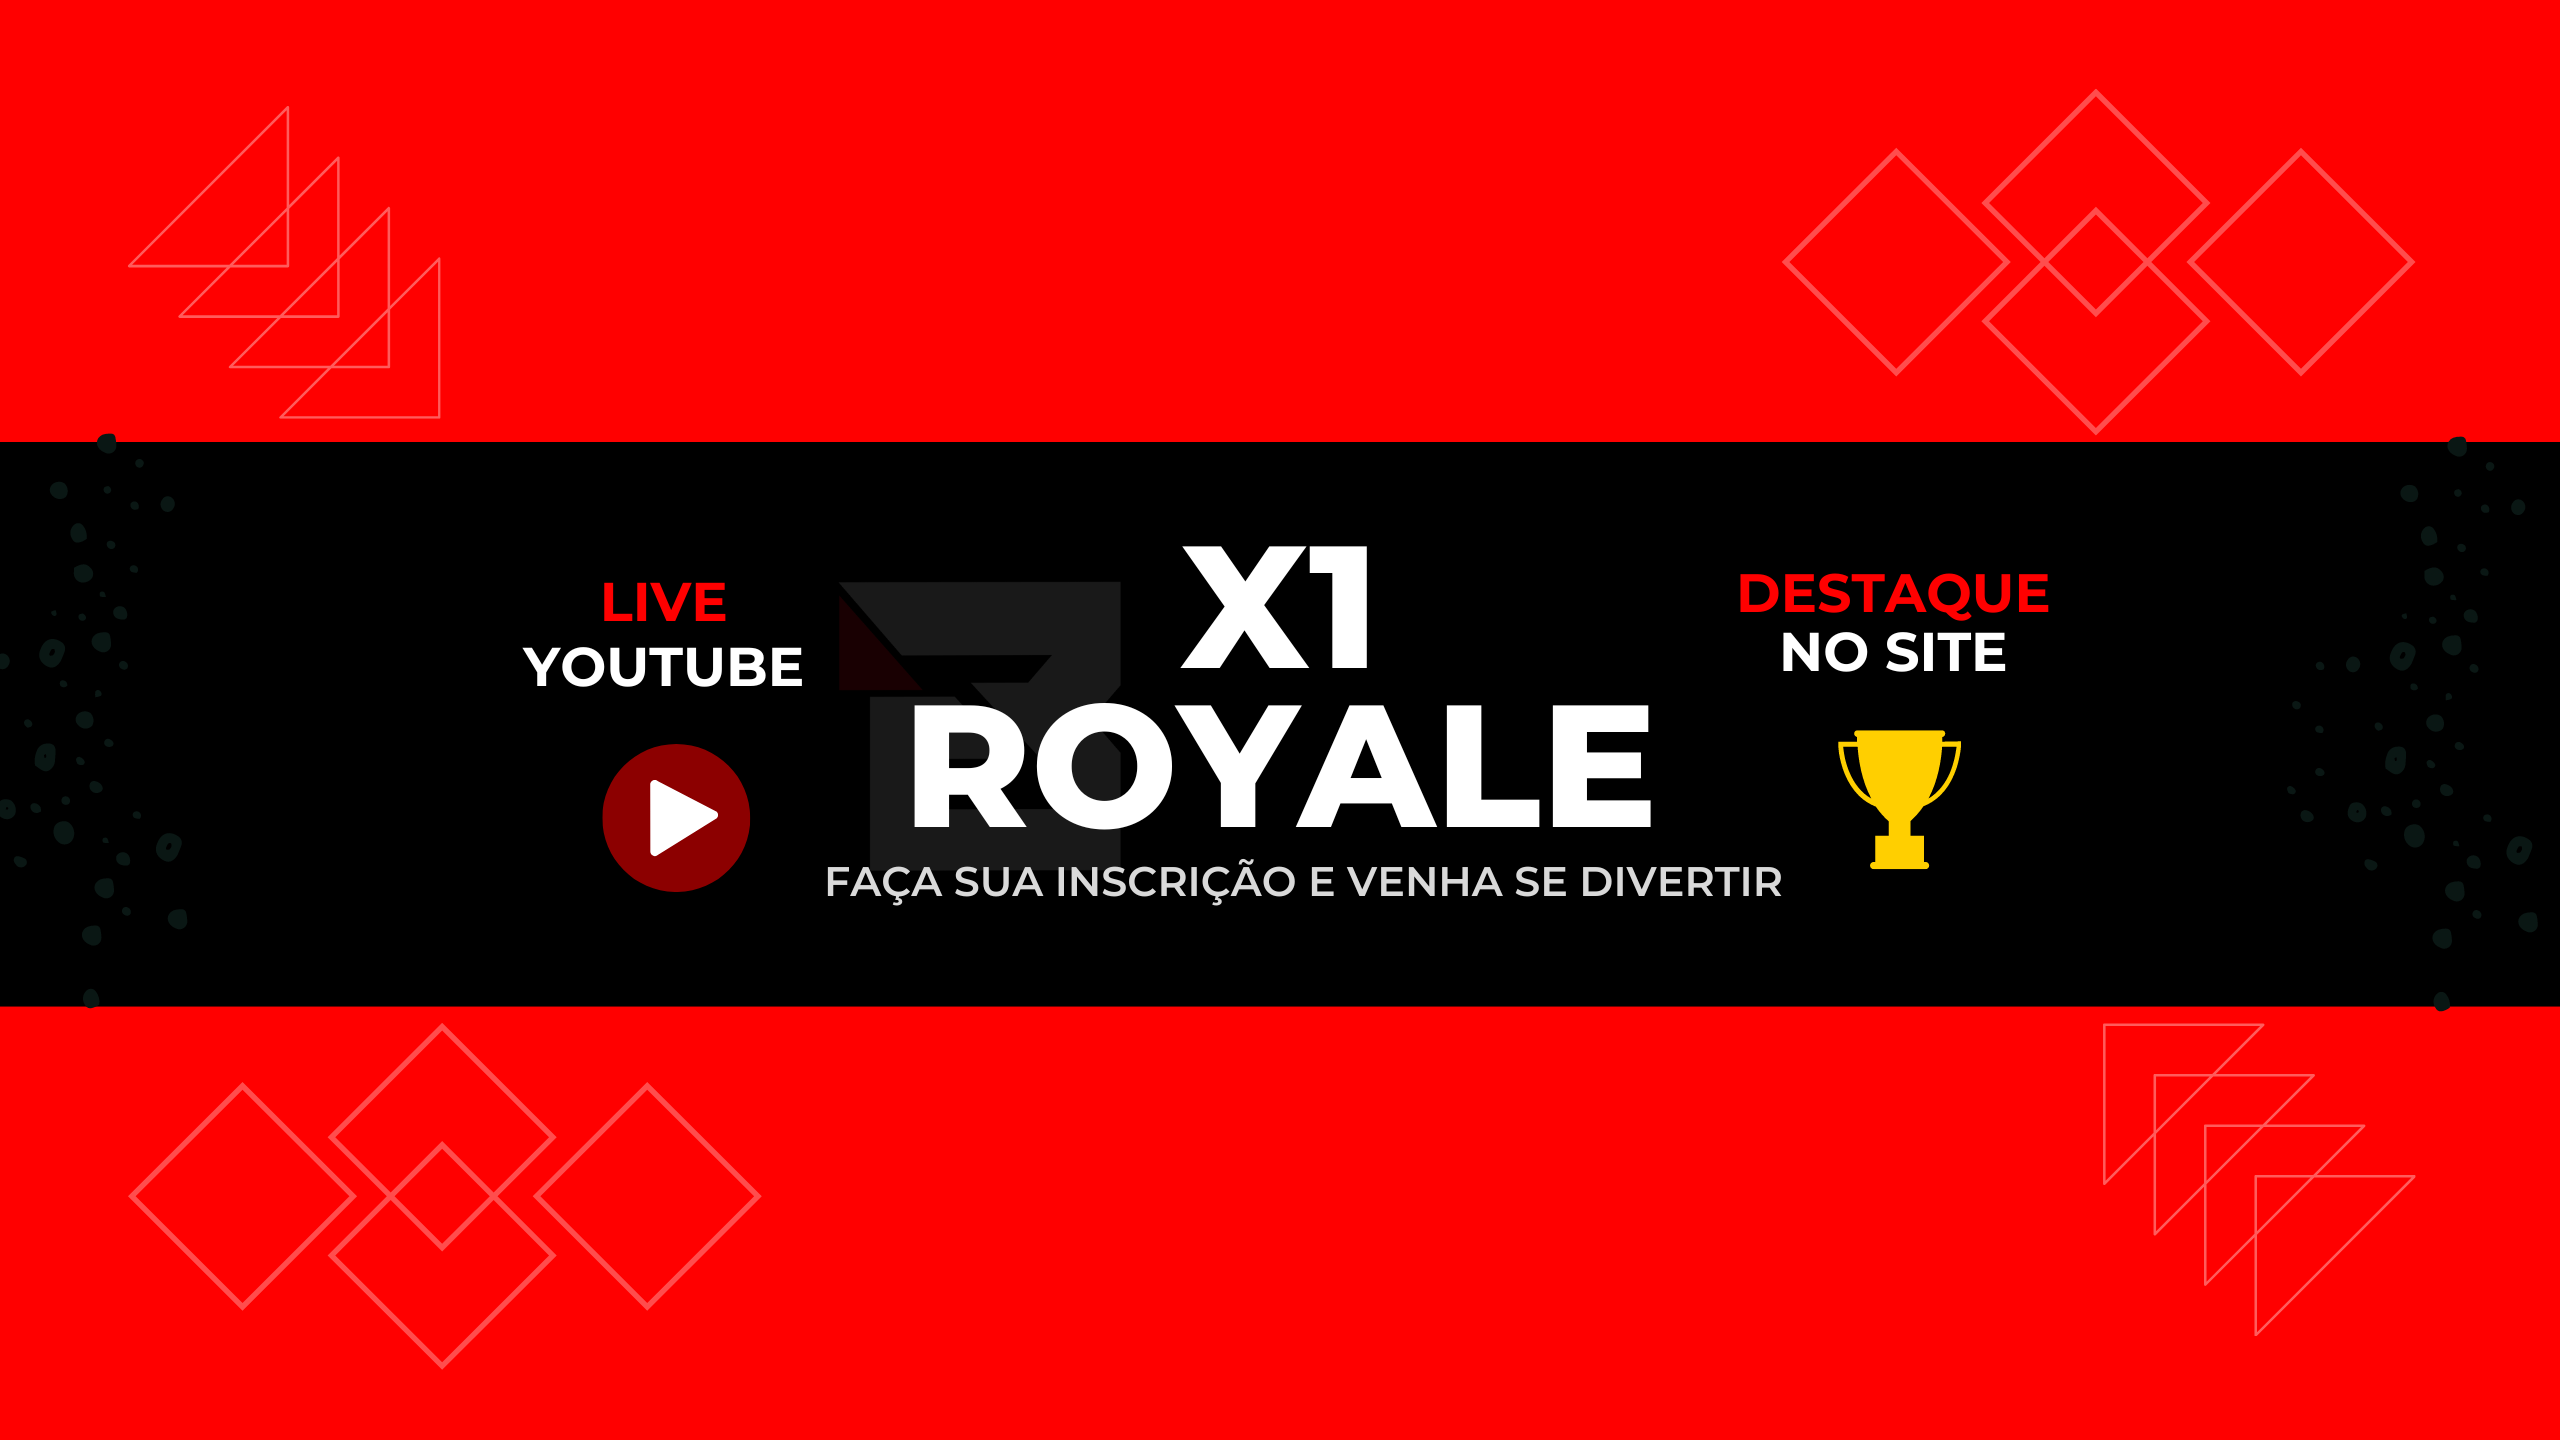 LIVE
YOUTUBE
X1
ROYALE
FAÇA SUA INSCRIÇÃO E VENHA SE DIVERTIR
DESTAQUE
NO SITE